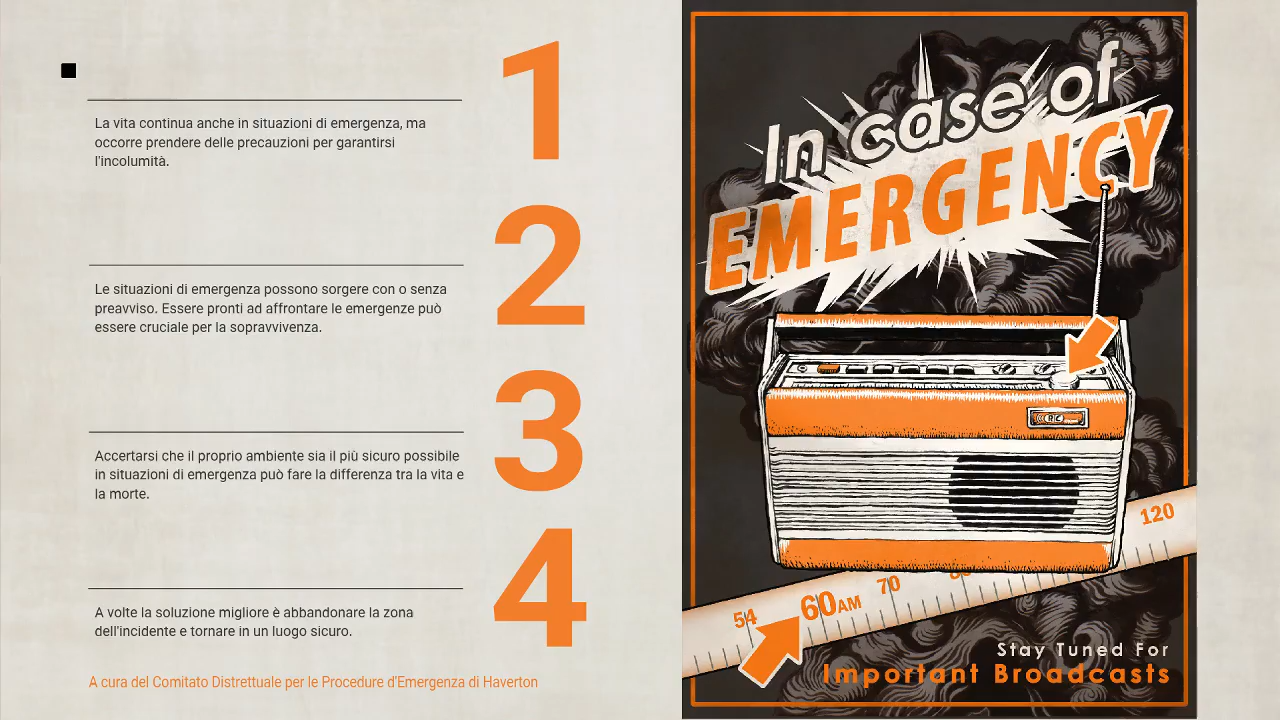 1
La vita continua anche in situazioni di emergenza, ma
occorre prendere delle precauzioni per garantirsi
l'incolumità.
2
Le situazioni di emergenza possono sorgere con o senza
preavviso. Essere pronti ad affrontare le emergenze può
essere cruciale per la sopravvivenza.
3
Accertarsi che il proprio ambiente sia il più sicuro possibile
in situazioni di emergenza può fare la differenza tra la vita e
la morte.
4
A volte la soluzione migliore è abbandonare la zona
dell'incidente e tornare in un luogo sicuro.
A cura del Comitato Distrettuale per le Procedure d'Emergenza di Haverton
In case of
EMERGENCY
120
70
60AM
54
Stay Tuned For
Important Broadcasts